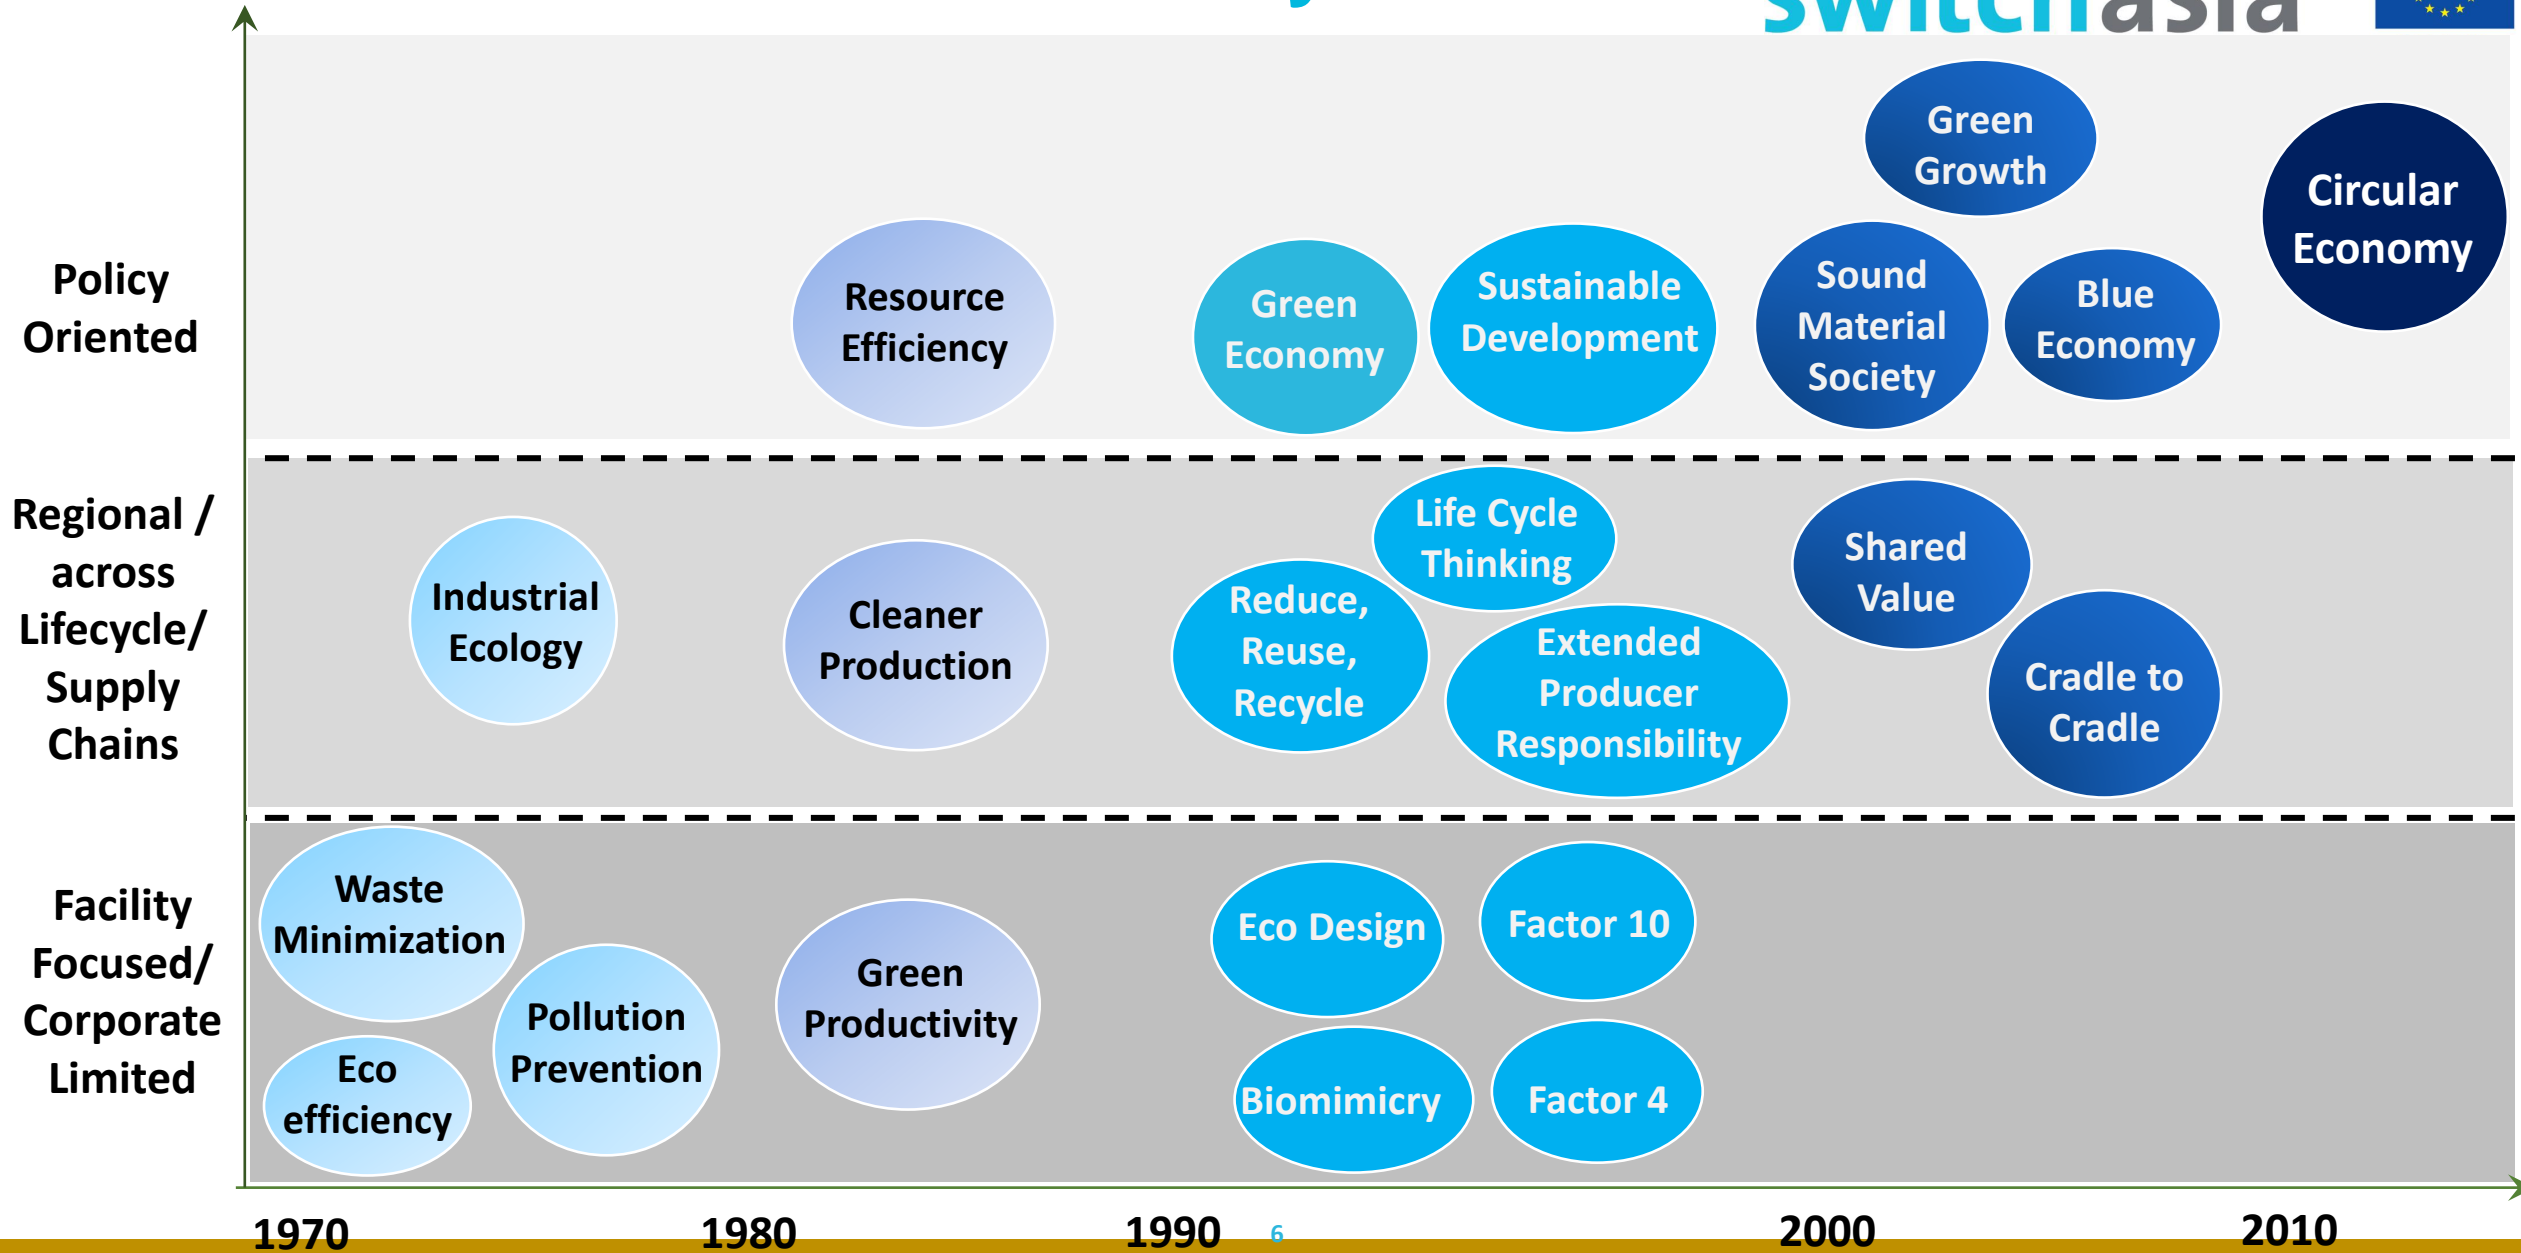 switchasia
Policy
Oriented
Green
Growth
Circular
Economy
Resource
Efficiency
Green
Economy
Sustainable
Development
Sound
Material
Society
Blue
Economy
Regional /
across
Lifecycle/
Supply
Chains
Industrial
Ecology
Cleaner
Production
Reduce,
Reuse,
Recycle
Life Cycle
Thinking
Extended
Producer
Responsibility
Shared
Value
Cradle to
Cradle
Facility
Focused/
Corporate
Limited
Waste
Minimization
Eco
efficiency
Pollution
Prevention
Green
Productivity
Eco Design
Factor 10
Biomimicry
Factor 4
1970
1980
1990
6
2000
2010